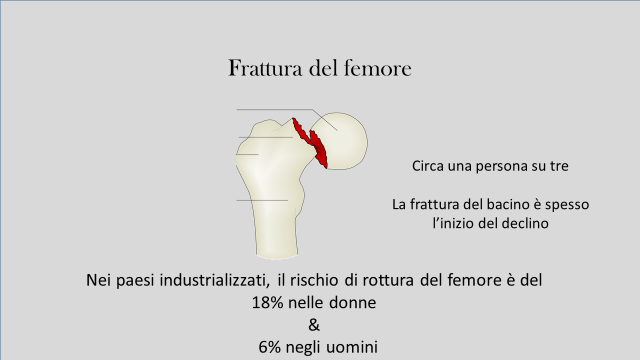 Frattura del femore
Circa una persona su tre
La frattura del bacino è spesso
l'inizio del declino
Nei paesi industrializzati, il rischio di rottura del femore è del
18% nelle donne
&
6% negli uomini